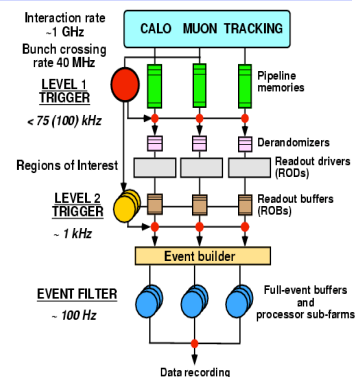 Interaction rate
~1 GHz
CALO MUON TRACKING
Bunch crossing
rate 40 MHz
LEVEL 1
TRIGGER
Pipeline
memories
< 75 (100) kHz
Derandomizers
Regions of Interest
Readout drivers
(RODs)
LEVEL 2
TRIGGER
Readout buffers
(ROBs)
~ 1 kHz
Event builder
EVENT FILTER
Full-event buffers
and
processor sub-farms
~ 100 Hz
Data recording